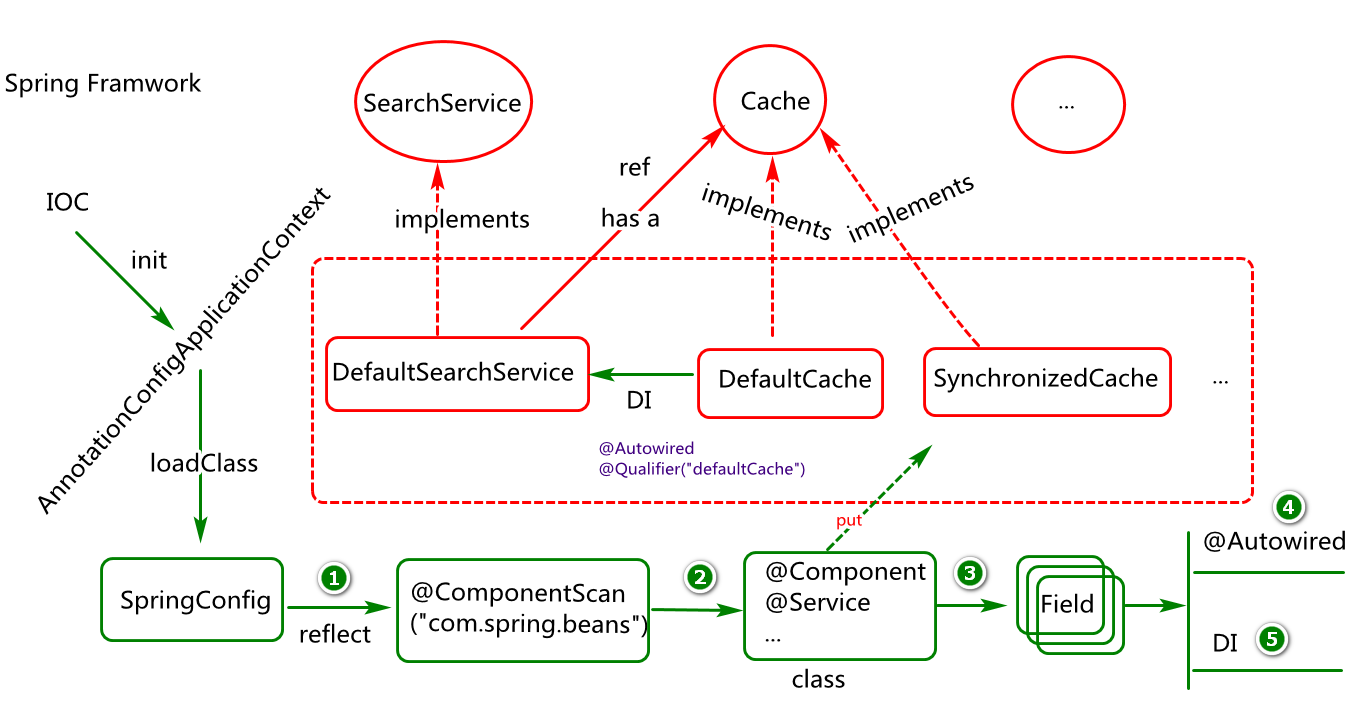 Spring Framwork
SearchService
Cache
...
IOC
init
AnnotationConfigApplicationContext
implements
ref
has a
implements
implements
DefaultSearchService
DI
DefaultCache
SynchronizedCache
...
@Autowired
@Qualifier("defaultCache")
loadClass
put
SpringConfig
1
reflect
@ComponentScan
("com.spring.beans")
2
@Component
@Service
...
class
3
Field
4
@Autowired
DI
5